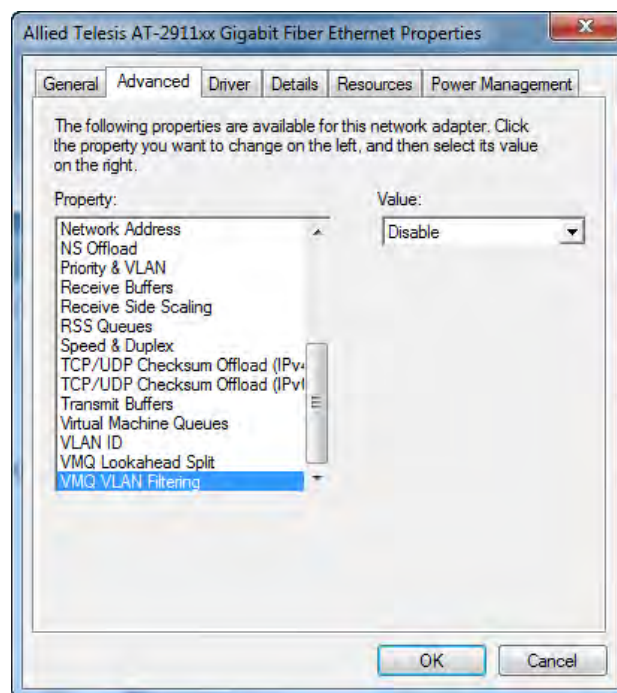 Allied Telesis AT-2911xx Gigabit Fiber Ethernet Properties
General Advanced Driver Details Resources Power Management
The following properties are available for this network adapter. Click
the property you want to change on the left, and then select its value
on the right.
Property: Value:
Network Address Disable
NS Offload
Priority & VLAN
Receive Buffers
Receive Side Scaling
RSS Queues
Speed & Duplex
TCP/UDP Checksum Offload (IPv4
TCP/UDP Checksum Offload (IPv
Transmit Buffers
Virtual Machine Queues
VLAN ID
VMQ Lookahead Split
VMQ VLAN Filtering
OK Cancel